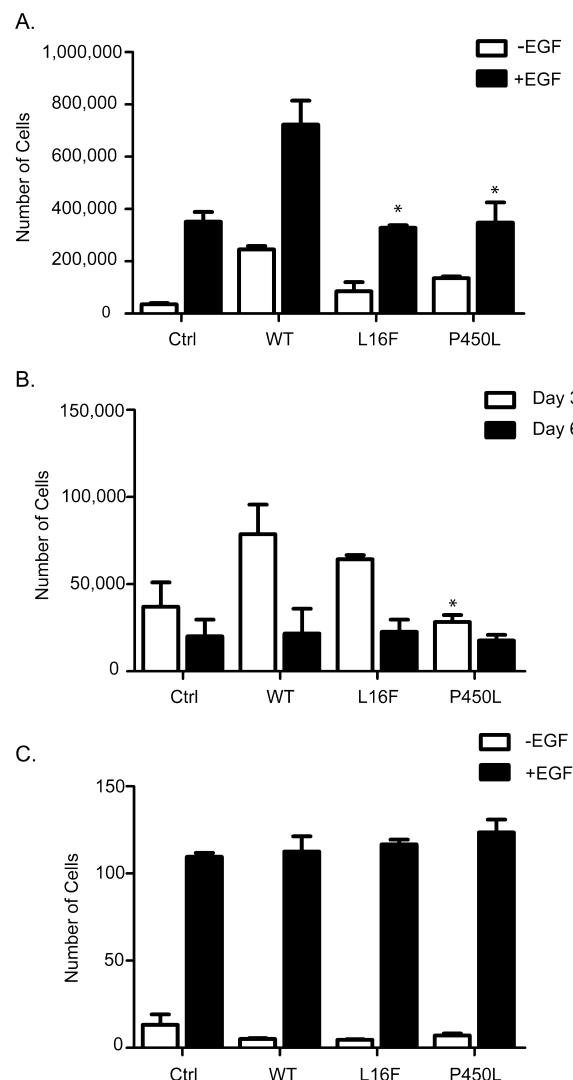 A.
1,000,000
800,000
600,000
400,000
200,000
0
Number of Cells
-EGF
+EGF
*
*
Ctrl WT L16F P450L
B.
150,000
100,000
50,000
0
Number of Cells
Day
Day
*
Ctrl WT L16F P450L
C.
150
100
50
0
Number of Cells
-EGF
+EGF
Ctrl WT L16F P450L